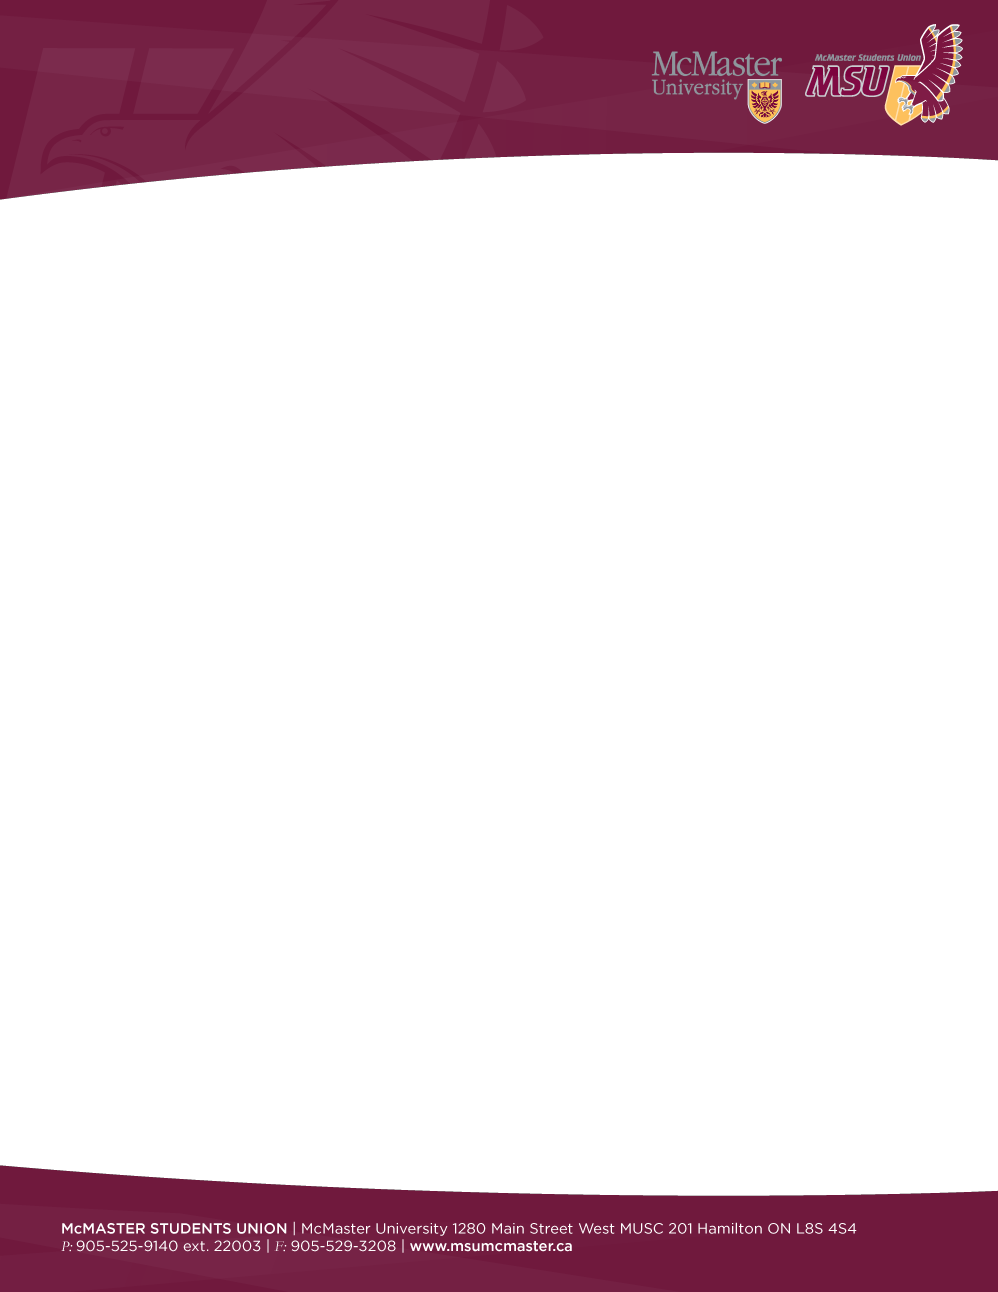 McMaster
University
McMaster Students Union
MSU
McMASTER STUDENTS UNION | McMaster University 1280 Main Street West MUSC 201 Hamilton ON L8S 4S4
P: 905-525-9140 ext. 22003 | F: 905-529-3208 | www.msumcmaster.ca